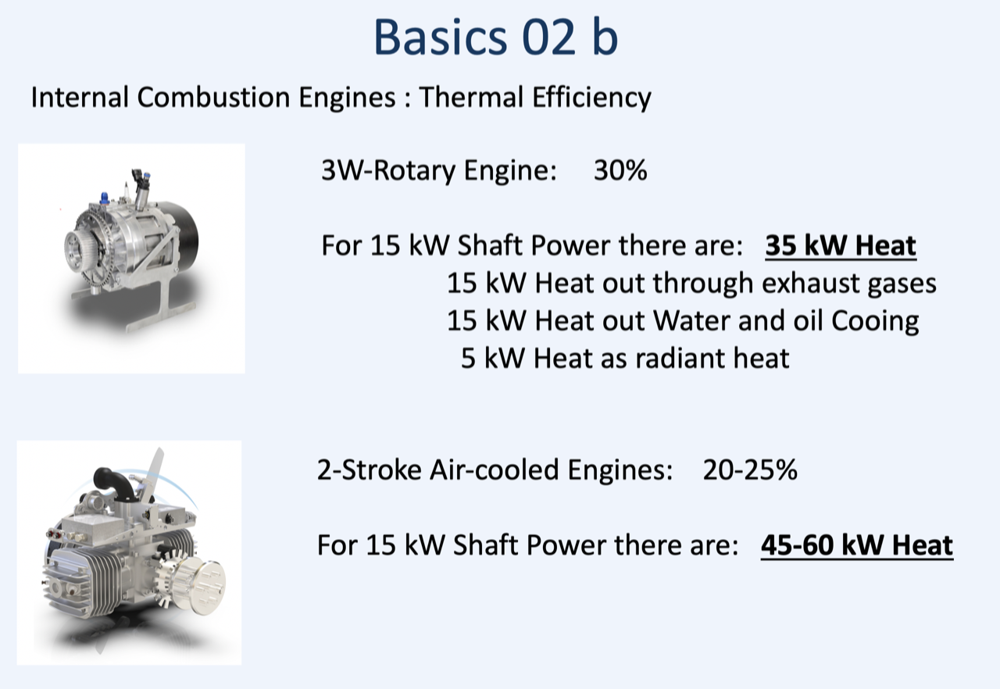 Basics 02 b
Internal Combustion Engines : Thermal Efficiency
3W-Rotary Engine: 30%
For 15 kW Shaft Power there are: 35 kW Heat
15 kW Heat out through exhaust gases
15 kW Heat out Water and oil Cooing
5 kW Heat as radiant heat
2-Stroke Air-cooled Engines: 20-25%
For 15 kW Shaft Power there are: 45-60 kW Heat